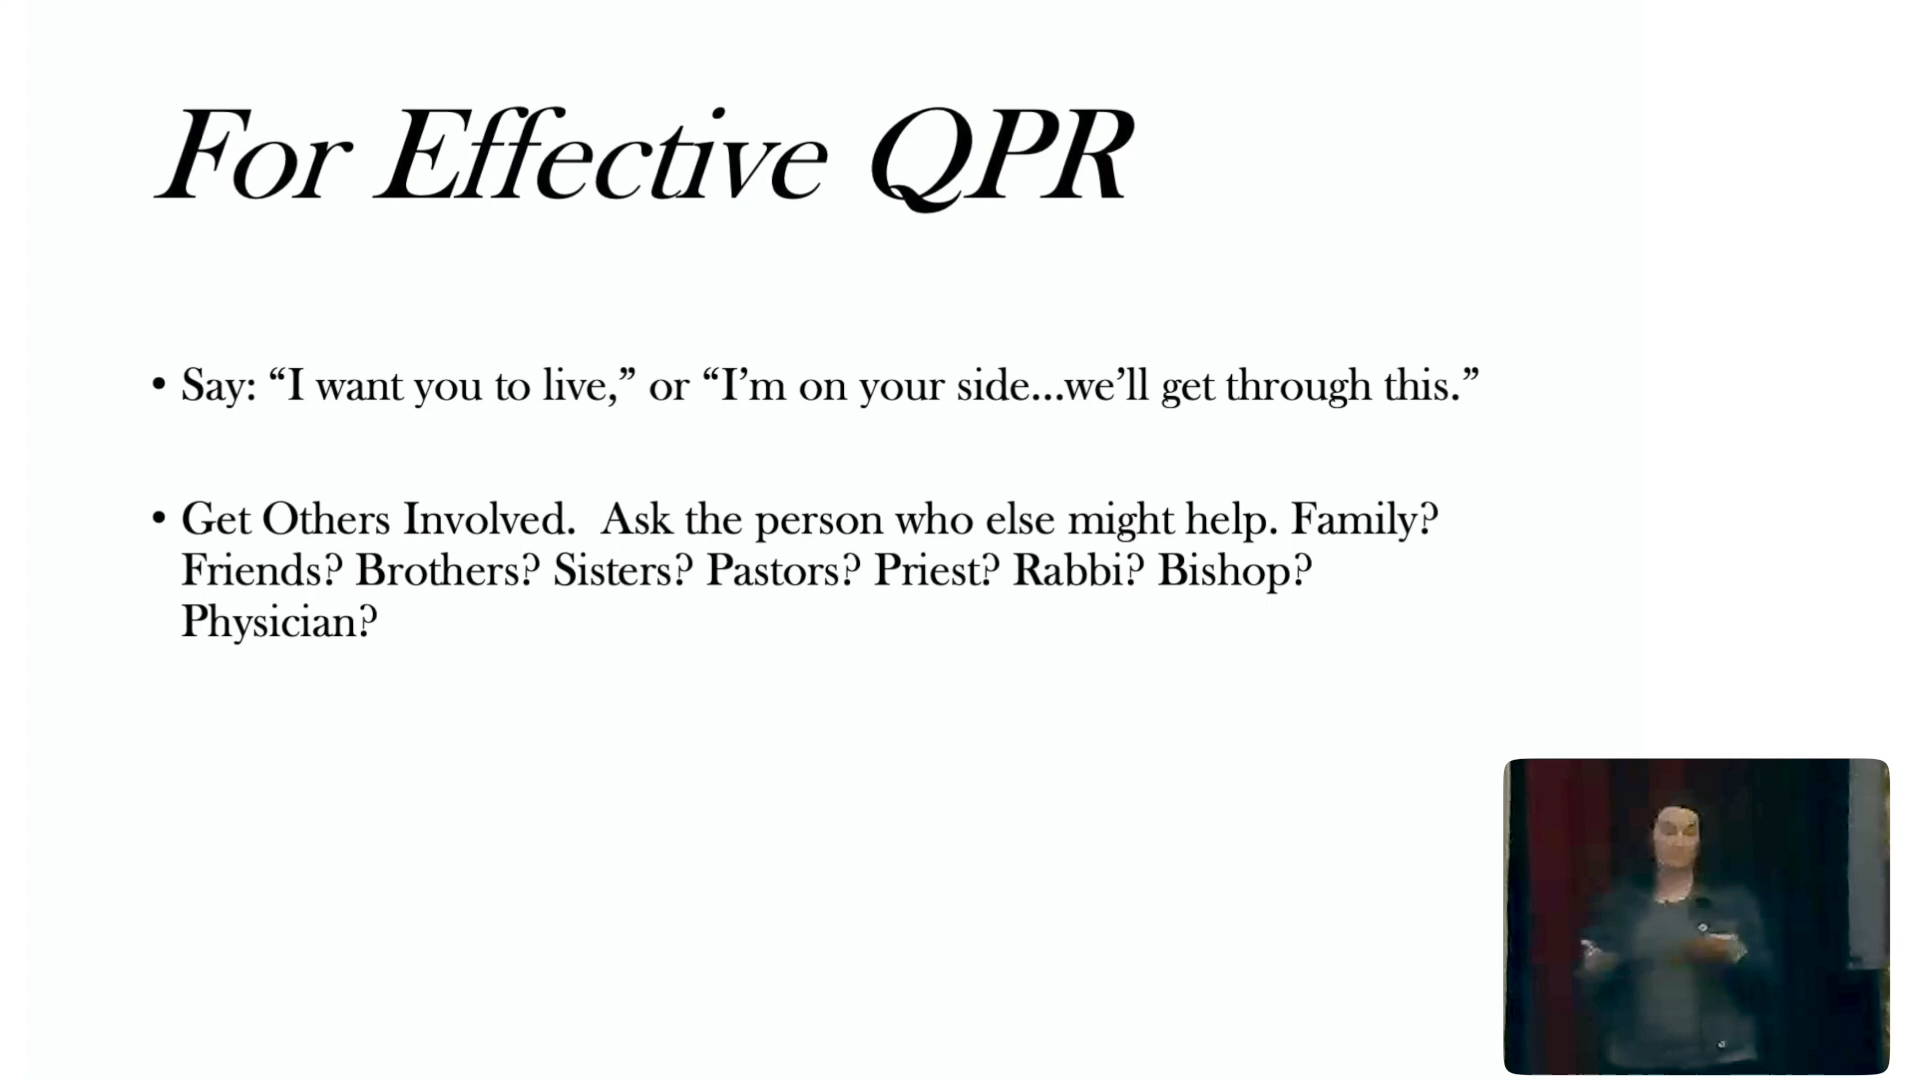 For Effective QPR
• Say: “I want you to live,” or “I’m on your side...we’ll get through this.”
• Get Others Involved.  Ask the person who else might help. Family?
Friends? Brothers? Sisters? Pastors? Priest? Rabbi? Bishop?
Physician?